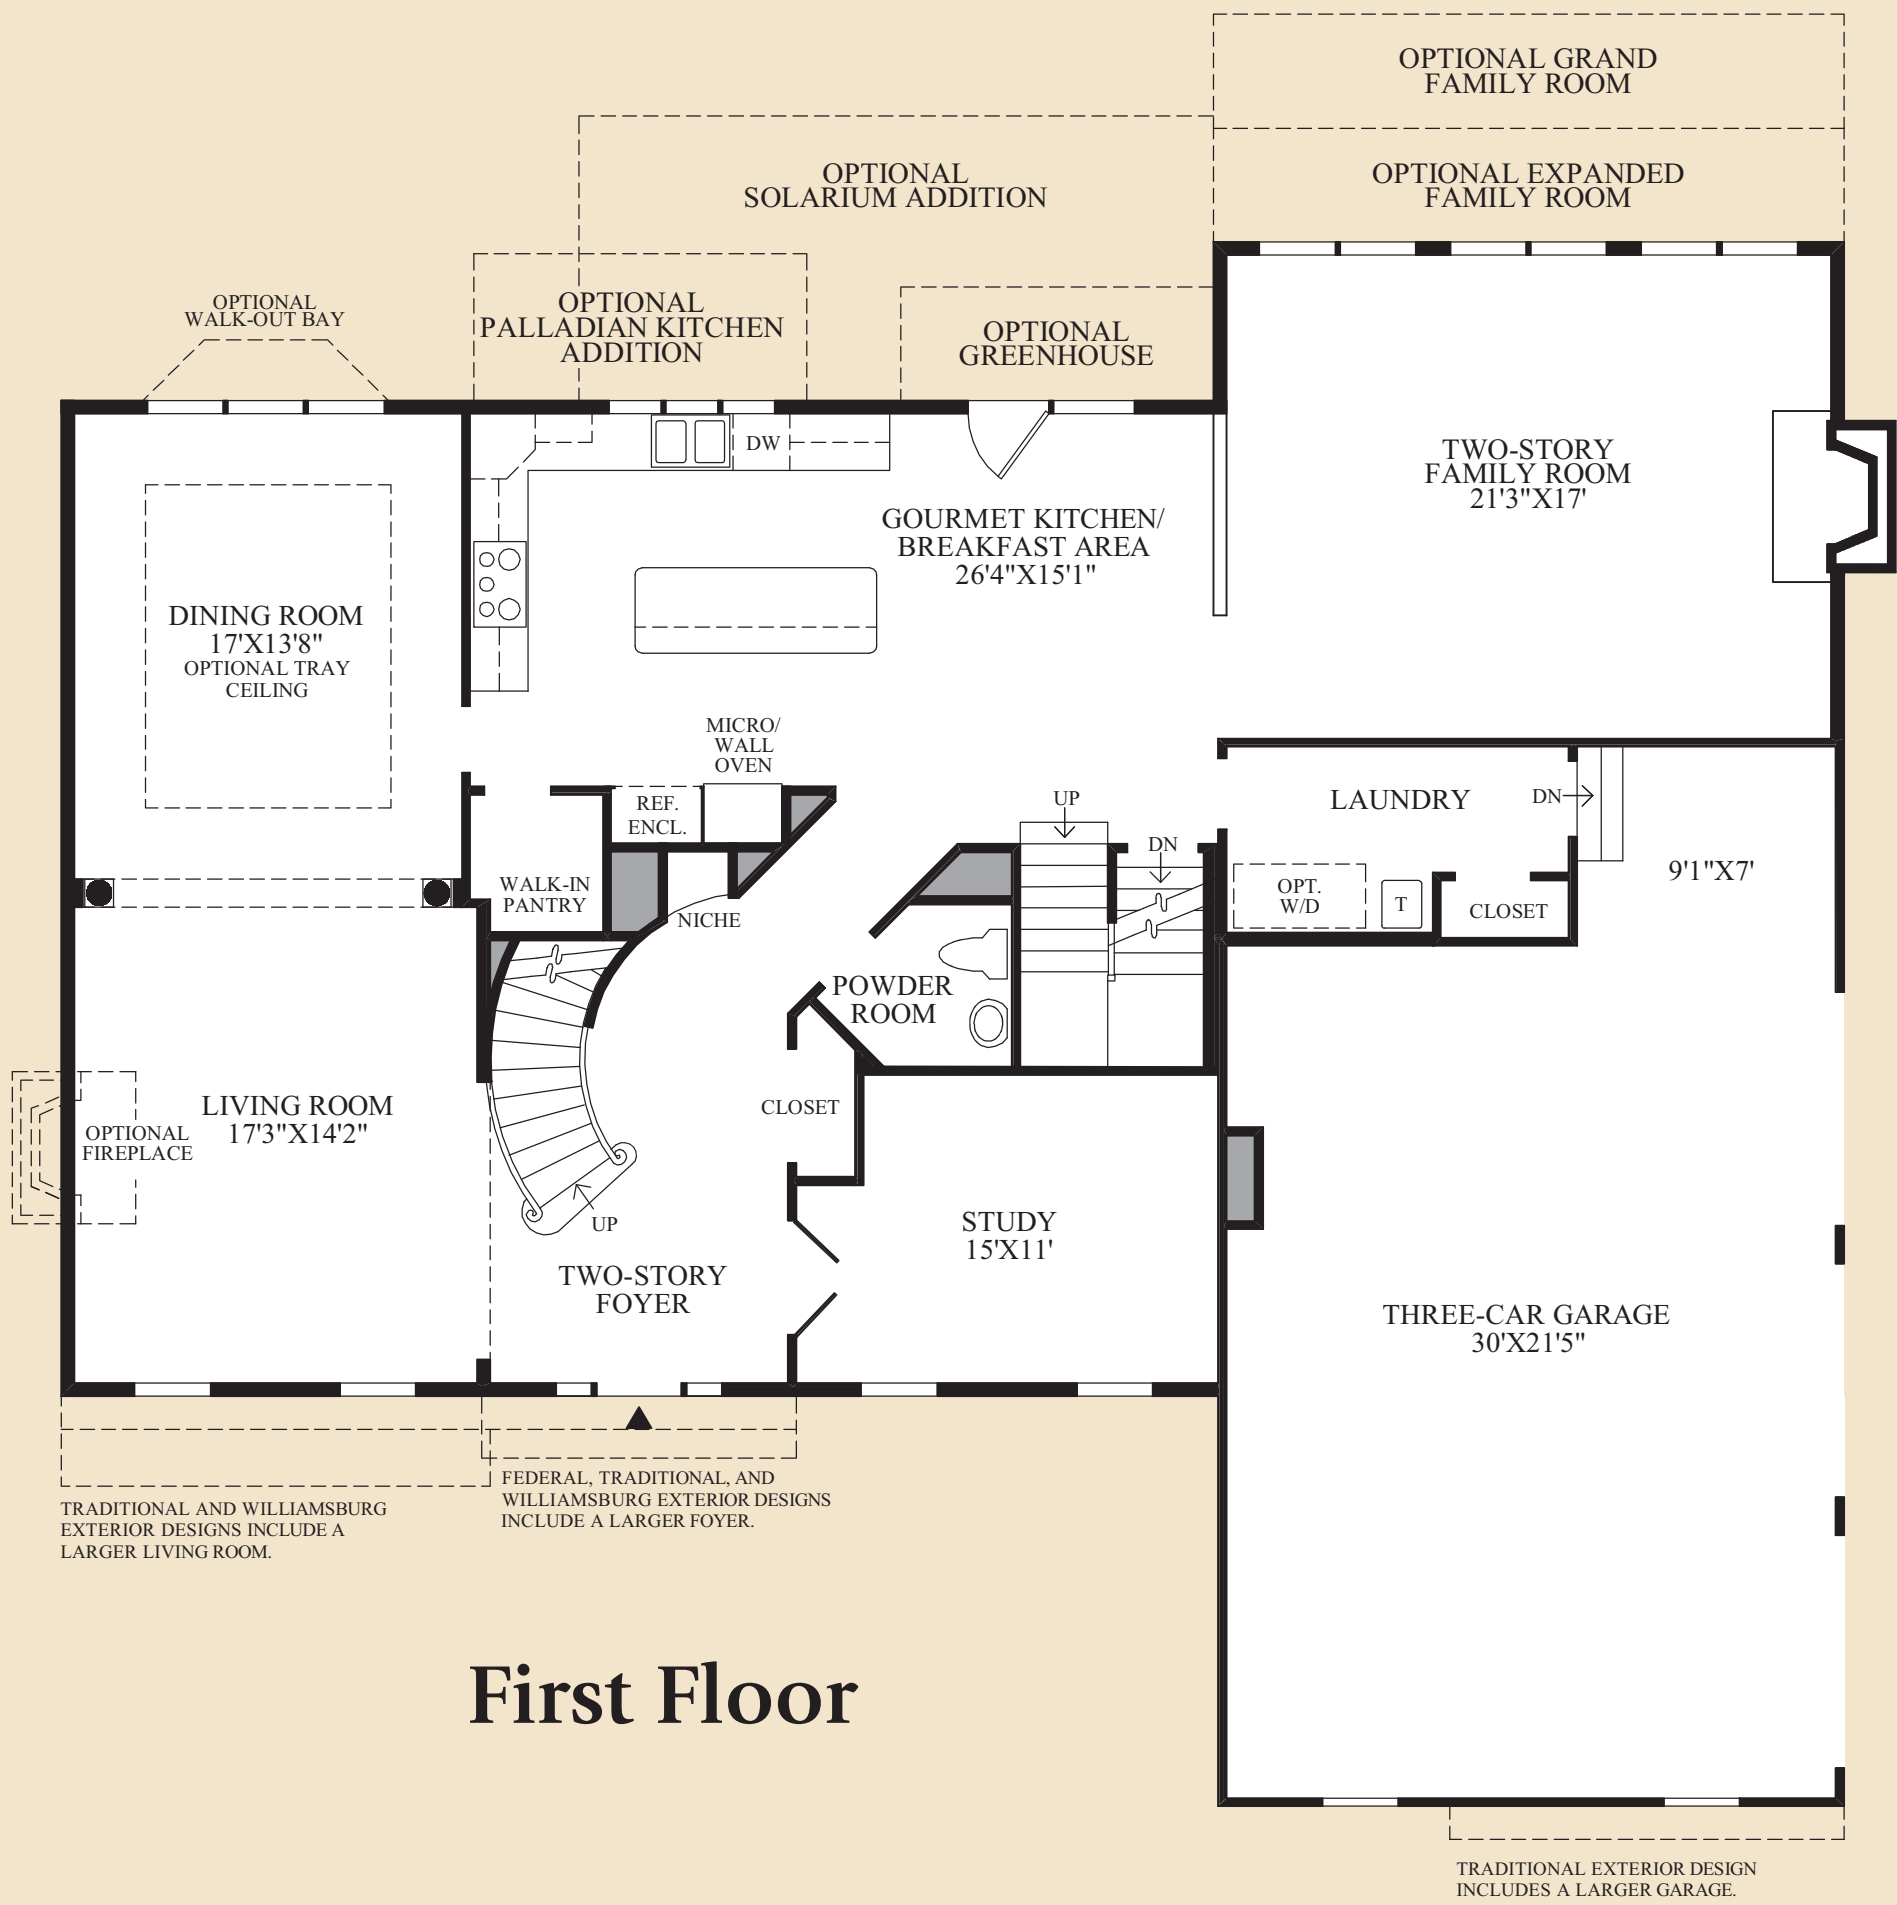 OPTIONAL GRAND
FAMILY ROOM
OPTIONAL
SOLARIUM ADDITION
OPTIONAL EXPANDED
FAMILY ROOM
OPTIONAL
WALK-OUT BAY
OPTIONAL
PALLADIAN KITCHEN
ADDITION
OPTIONAL
GREENHOUSE
DW
TWO-STORY
FAMILY ROOM
21'3"X17'
GOURMET KITCHEN/
BREAKFAST AREA
26'4"X15'1"
DINING ROOM
17'X13'8"
OPTIONAL TRAY
CEILING
MICRO/
WALL
OVEN
REF.
ENCL.
UP
DN
LAUNDRY
DN
9'1"X7'
WALK-IN
PANTRY
NICHE
OPT.
W/D
T
CLOSET
POWDER
ROOM
LIVING ROOM
17'3"X14'2"
OPTIONAL
FIREPLACE
CLOSET
UP
STUDY
15'X11'
TWO-STORY
FOYER
THREE-CAR GARAGE
30'X21'5"
FEDERAL, TRADITIONAL, AND
WILLIAMSBURG EXTERIOR DESIGNS
INCLUDE A LARGER FOYER.
TRADITIONAL AND WILLIAMSBURG
EXTERIOR DESIGNS INCLUDE A
LARGER LIVING ROOM.
First Floor
TRADITIONAL EXTERIOR DESIGN
INCLUDES A LARGER GARAGE.